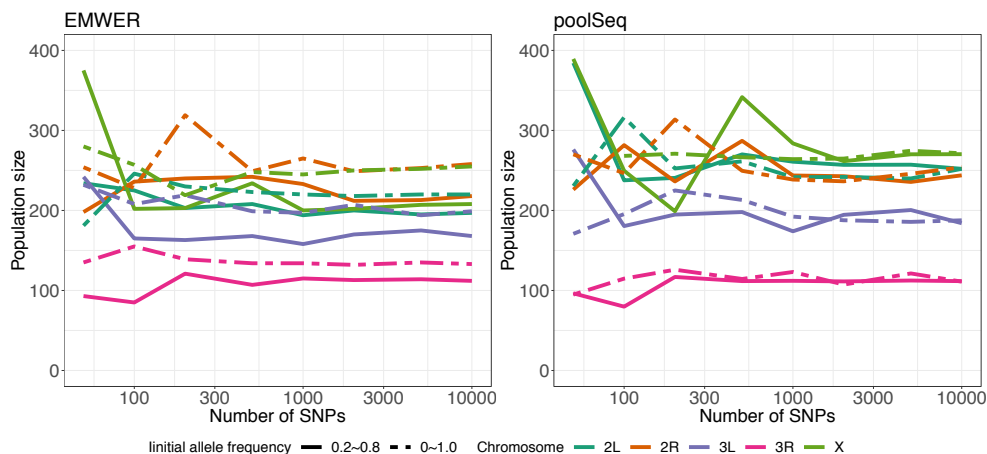 EMWER
poolSeq
Population size
400
300
200
100
0
100
300
1000
3000
10000
Number of SNPs
Population size
400
300
200
100
0
100
300
1000
3000
10000
Number of SNPs
Iinitial allele frequency 0.2~0.8 0~1.0 Chromosome 2L 2R 3L 3R X